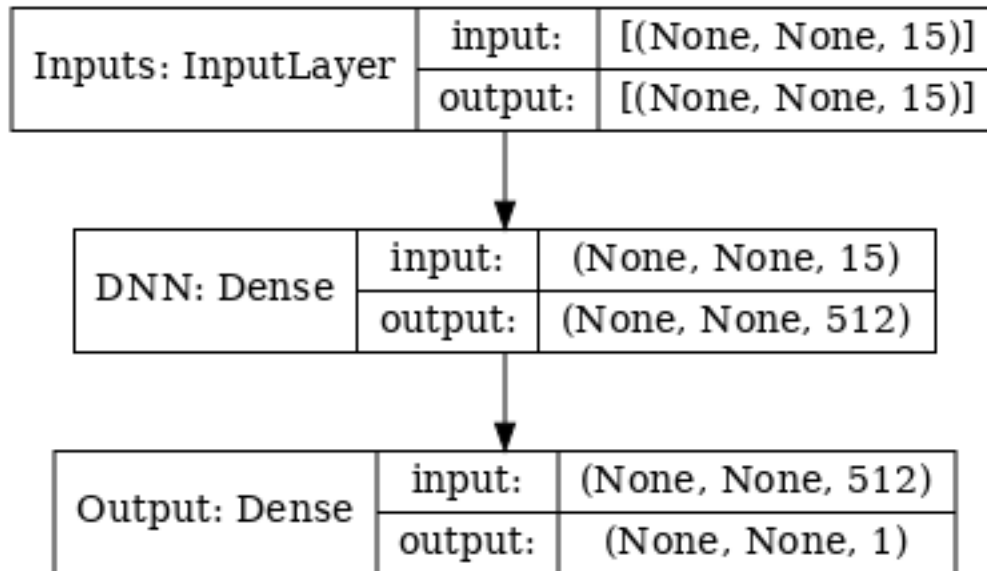 Inputs: InputLayer
input:
[(None, None, 15)]
output:
[(None, None, 15)]
DNN: Dense
input:
(None, None, 15)
output:
(None, None, 512)
Output: Dense
input:
(None, None, 512)
output:
(None, None, 1)